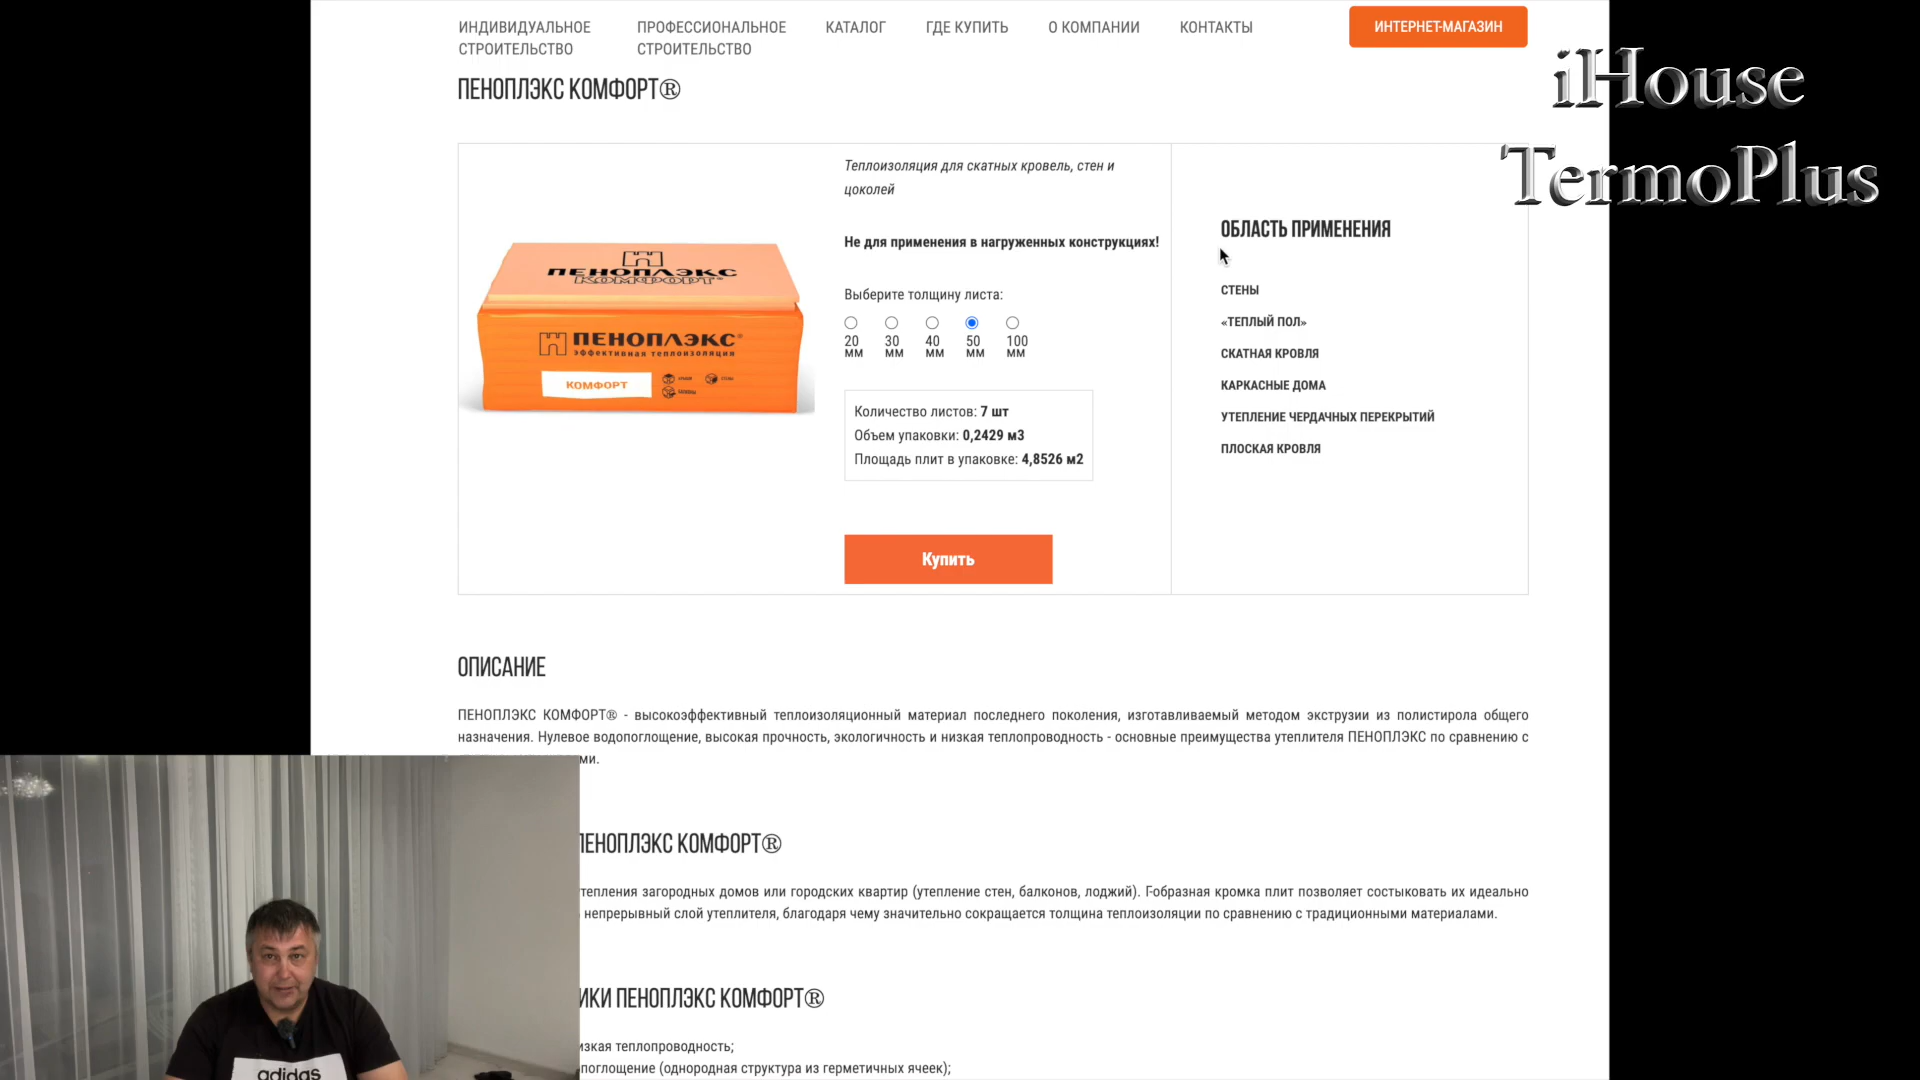 ИНДИВИДУАЛЬНОЕ СТРОИТЕЛЬСТВО
ПРОФЕССИОНАЛЬНОЕ СТРОИТЕЛЬСТВО
КАТАЛОГ
ГДЕ КУПИТЬ
О КОМПАНИИ
КОНТАКТЫ
ИНТЕРНЕТ-МАГАЗИН
iHouse
TermoPlus
ПЕНОПЛЭКС КОМФОРТ®
ПЕНОПЛЭКС
КОМФОРТ®
ПЕНОПЛЭКС®
эффективная теплоизоляция
КОМФОРТ
Теплоизоляция для скатных кровель, стен и
цоколей
Не для применения в нагруженных конструкциях!
Выберите толщину листа:
20 мм
30 мм
40 мм
50 мм
100 мм
Количество листов: 7 шт
Объем упаковки: 0,2429 м3
Площадь плит в упаковке: 4,8526 м2
Купить
ОБЛАСТЬ ПРИМЕНЕНИЯ
СТЕНЫ
«ТЕПЛЫЙ ПОЛ»
СКАТНАЯ КРОВЛЯ
КАРКАСНЫЕ ДОМА
УТЕПЛЕНИЕ ЧЕРДАЧНЫХ ПЕРЕКРЫТИЙ
ПЛОСКАЯ КРОВЛЯ
ОПИСАНИЕ
ПЕНОПЛЭКС КОМФОРТ® - высокоэффективный теплоизоляционный материал последнего поколения, изготавливаемый методом экструзии из полистирола общего
назначения. Нулевое водопоглощение, высокая прочность, экологичность и низкая теплопроводность - основные преимущества утеплителя ПЕНОПЛЭКС по сравнению с
ми.
ПЕНОПЛЭКС КОМФОРТ®
тепления загородных домов или городских квартир (утепление стен, балконов, лоджий). Г-образная кромка плит позволяет состыковать их идеально
непрерывный слой утеплителя, благодаря чему значительно сокращается толщина теплоизоляции по сравнению с традиционными материалами.
ИКИ ПЕНОПЛЭКС КОМФОРТ®
изкая теплопроводность;
поглощение (однородная структура из герметичных ячеек);
adidas